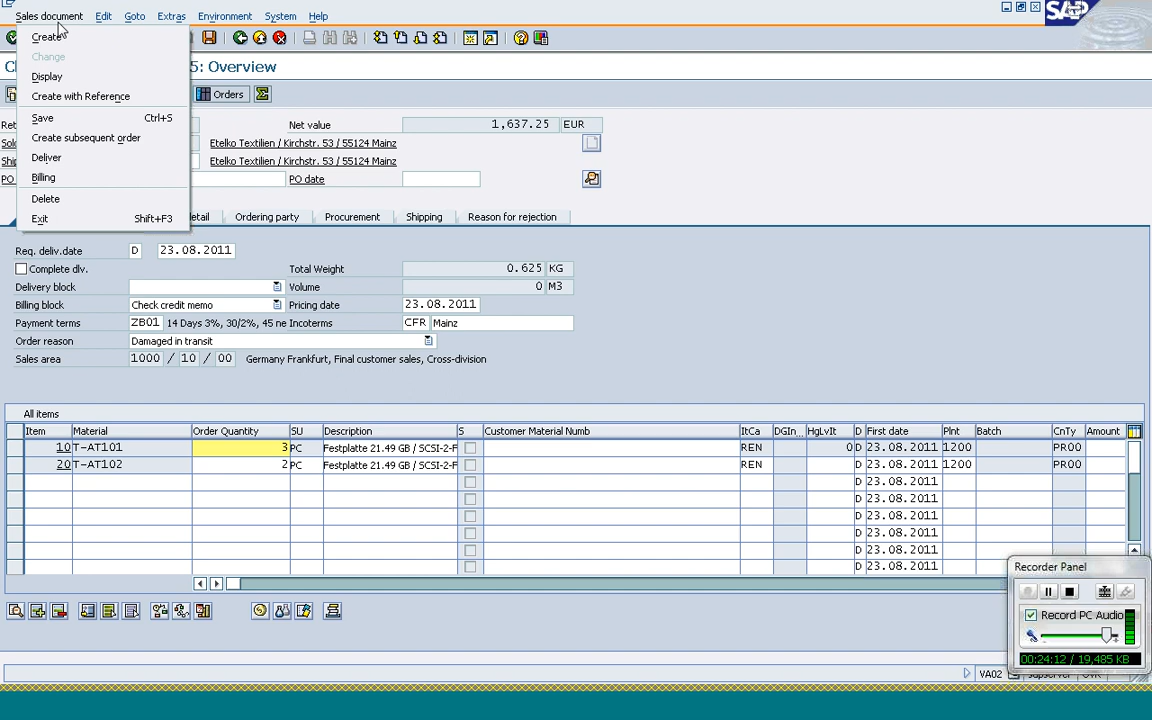 Sales document Edit Goto Extras Environment System Help
SAP
Create
Change
Display
Create with Reference
Save Ctrl+S
Create subsequent order
Deliver
Billing
Delete
Exit Shift+F3
5: Overview
Orders
Net value 1,637.25 EUR
Etelko Textilien / Kirchstr. 53 / 55124 Mainz
Etelko Textilien / Kirchstr. 53 / 55124 Mainz
PO date
Ordering party Procurement Shipping Reason for rejection
Req. deliv.date D 23.08.2011
Complete dlv. Total Weight 0.625 KG
Delivery block Volume 0 M3
Billing block Check credit memo Pricing date 23.08.2011
Payment terms ZB01 14 Days 3%, 30/2%, 45 ne Incoterms CFR Mainz
Order reason Damaged in transit
Sales area 1000 / 10 / 00 Germany Frankfurt, Final customer sales, Cross-division
All items
Item Material Order Quantity SU Description S Customer Material Numb ItCa DGIn... HgLvIt D First date Plnt Batch CnTy Amount
10 T-AT101 3 PC Festplatte 21.49 GB / SCSI-2-F REN 0 D 23.08.2011 1200 PR00
20 T-AT102 2 PC Festplatte 21.49 GB / SCSI-2-F REN D 23.08.2011 1200 PR00
D 23.08.2011
D 23.08.2011
D 23.08.2011
D 23.08.2011
D 23.08.2011
D 23.08.2011
Recorder Panel
Record PC Audio
00:24:12 / 19,485 KB
VA02